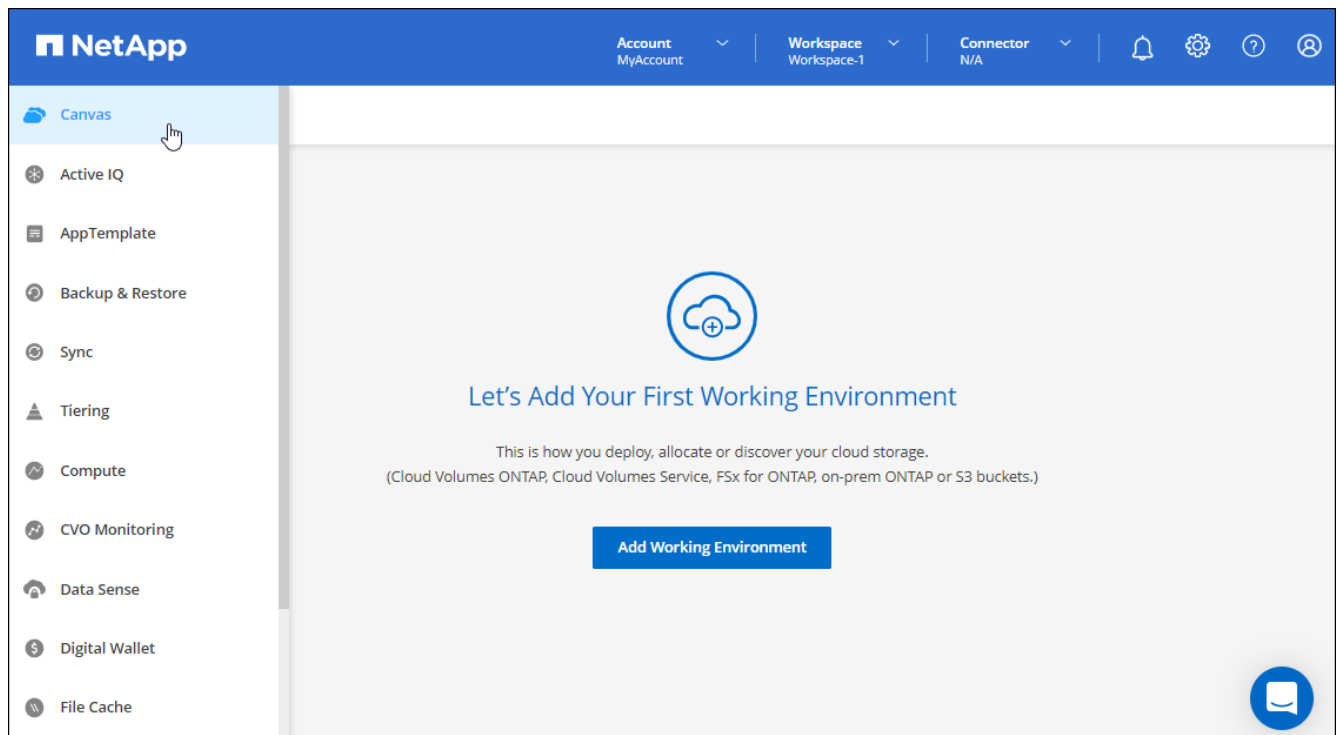 NetApp
Account
MyAccount
Workspace
Workspace-1
Connector
N/A
Canvas
Active IQ
AppTemplate
Backup & Restore
Sync
Tiering
Compute
CVO Monitoring
Data Sense
Digital Wallet
File Cache
Let's Add Your First Working Environment
This is how you deploy, allocate or discover your cloud storage.
(Cloud Volumes ONTAP, Cloud Volumes Service, FSx for ONTAP, on-prem ONTAP or S3 buckets.)
Add Working Environment